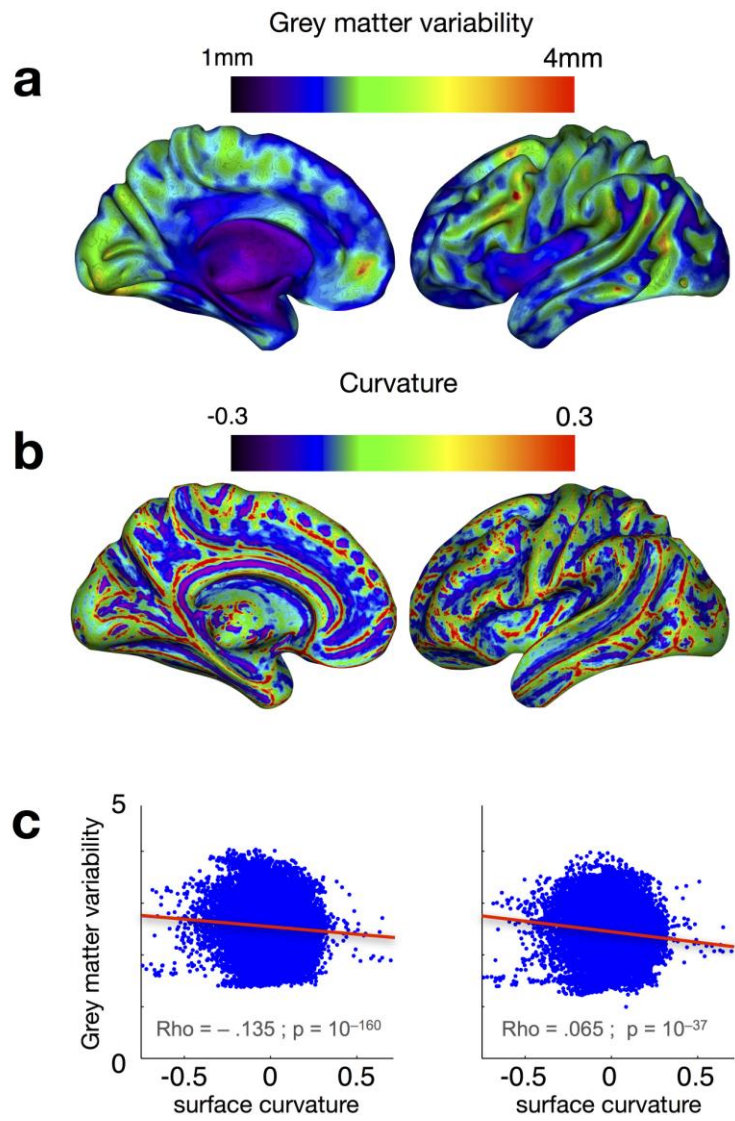 Grey matter variability
1mm 4mm
a
Curvature
-0.3 0.3
b
c
5
Grey matter variability
0
Rho = – .135 ; p = 10⁻¹⁶⁰
-0.5 0 0.5
surface curvature
Rho = .065 ; p = 10⁻³⁷
-0.5 0 0.5
surface curvature